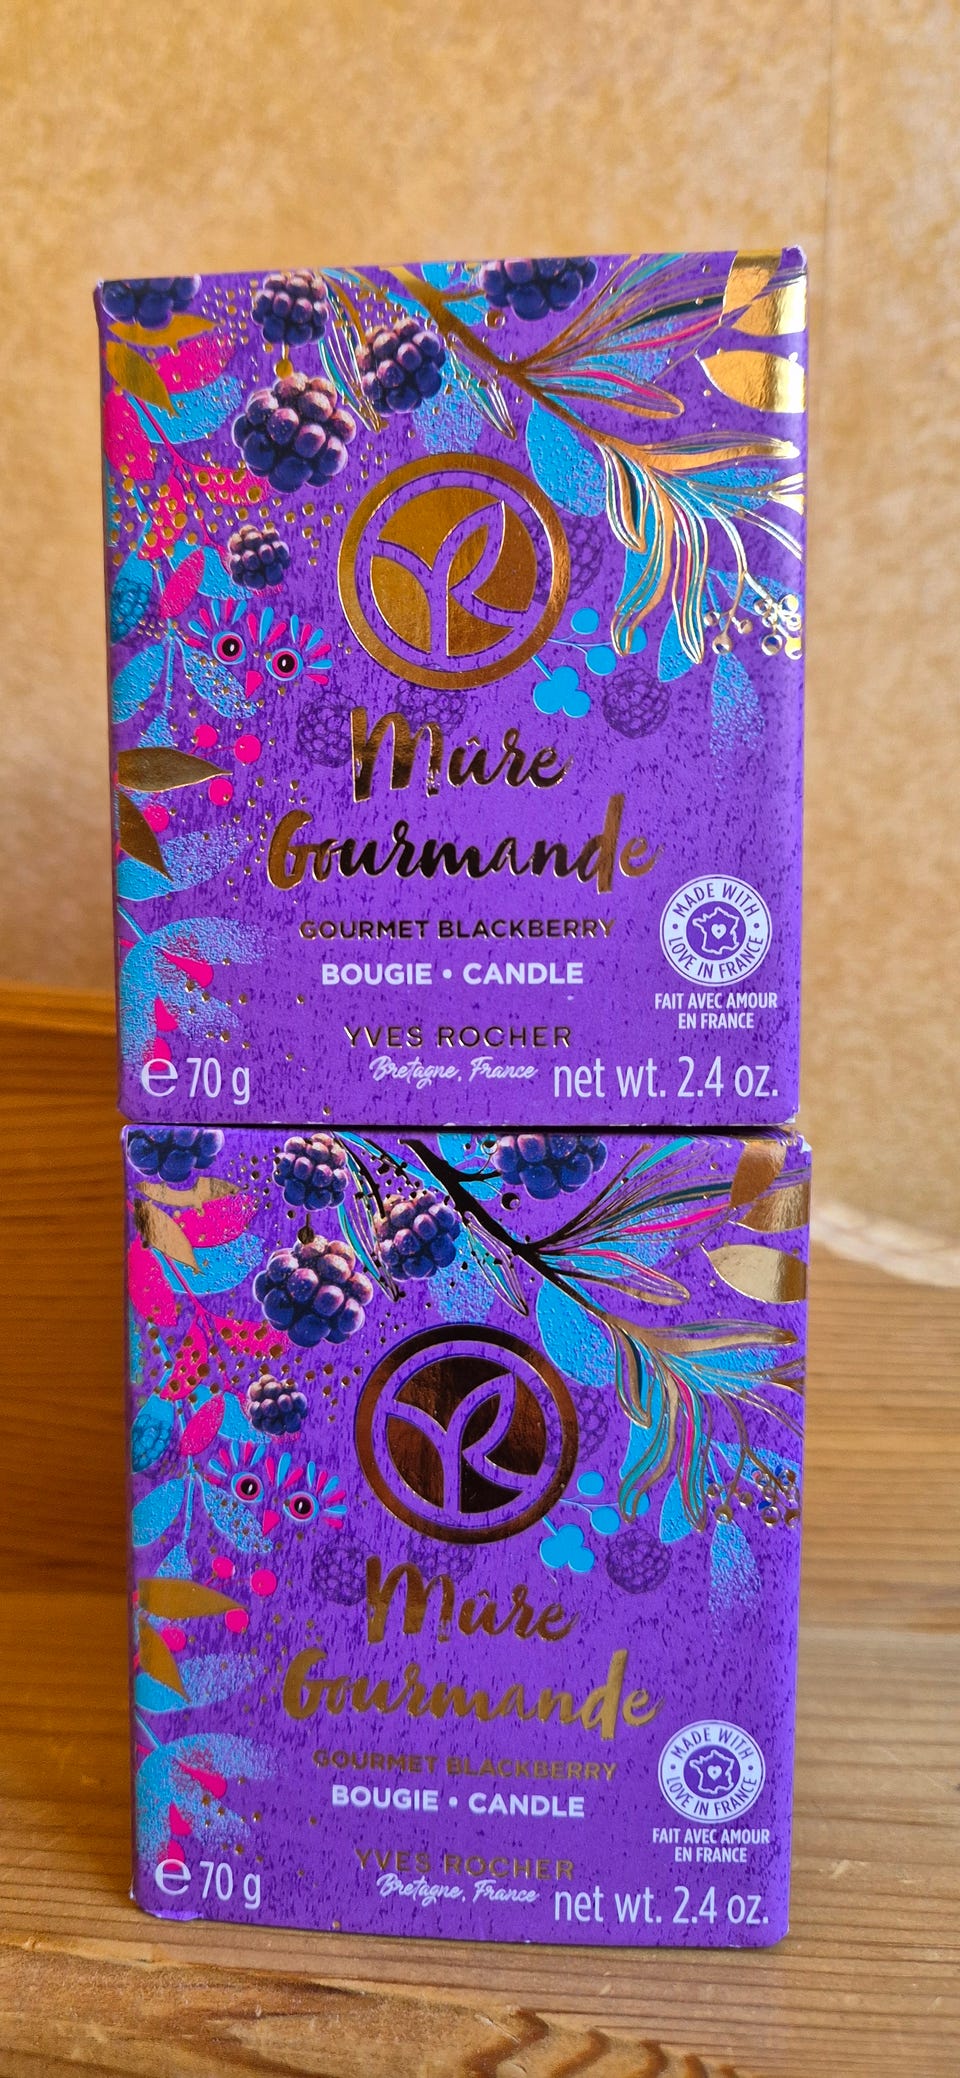 Mûre
Gourmande
GOURMET BLACKBERRY
BOUGIE • CANDLE
MADE WITH
• LOVE IN FRANCE •
FAIT AVEC AMOUR
EN FRANCE
YVES ROCHER
Bretagne, France
℮ 70 g
net wt. 2.4 oz.
Mûre
Gourmande
GOURMET BLACKBERRY
BOUGIE • CANDLE
MADE WITH
• LOVE IN FRANCE •
FAIT AVEC AMOUR
EN FRANCE
YVES ROCHER
Bretagne, France
℮ 70 g
net wt. 2.4 oz.